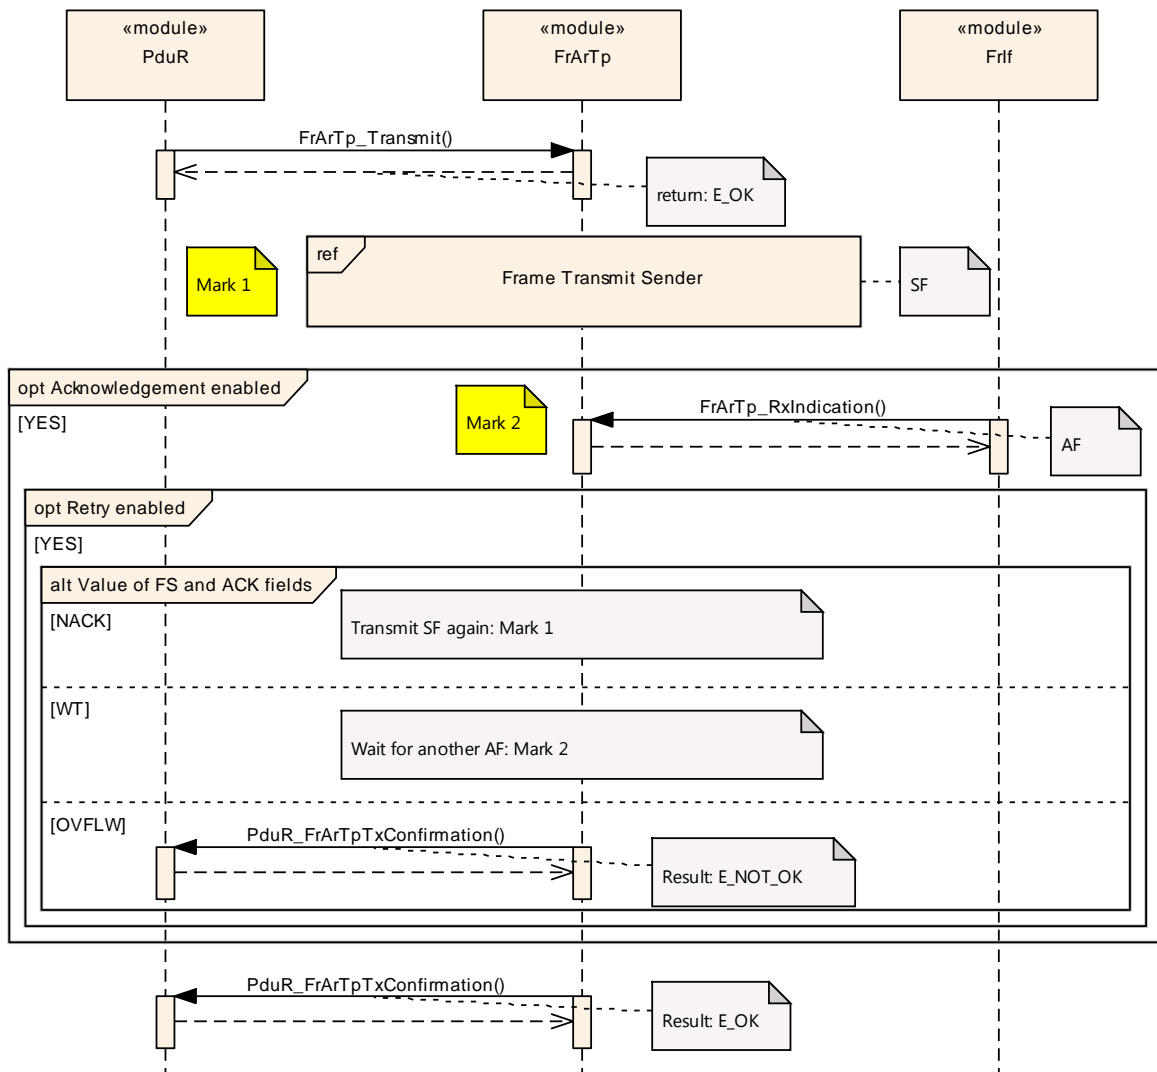 «module»
PduR
«module»
FrArTp
«module»
FrIf
FrArTp_Transmit()
return: E_OK
ref
Mark 1
Frame Transmit Sender
SF
opt Acknowledgement enabled
[YES]
Mark 2
FrArTp_RxIndication()
AF
opt Retry enabled
[YES]
alt Value of FS and ACK fields
[NACK]
Transmit SF again: Mark 1
[WT]
Wait for another AF: Mark 2
[OVFLW]
PduR_FrArTpTxConfirmation()
Result: E_NOT_OK
PduR_FrArTpTxConfirmation()
Result: E_OK